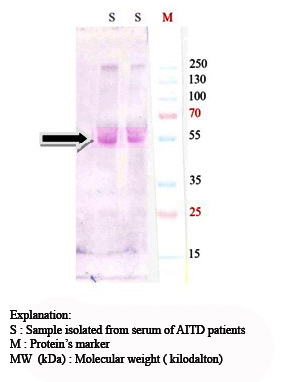 S S M
250
130
100
70
55
35
25
15
Explanation:
S : Sample isolated from serum of AITD patients
M : Protein's marker
MW (kDa) : Molecular weight ( kilodalton)